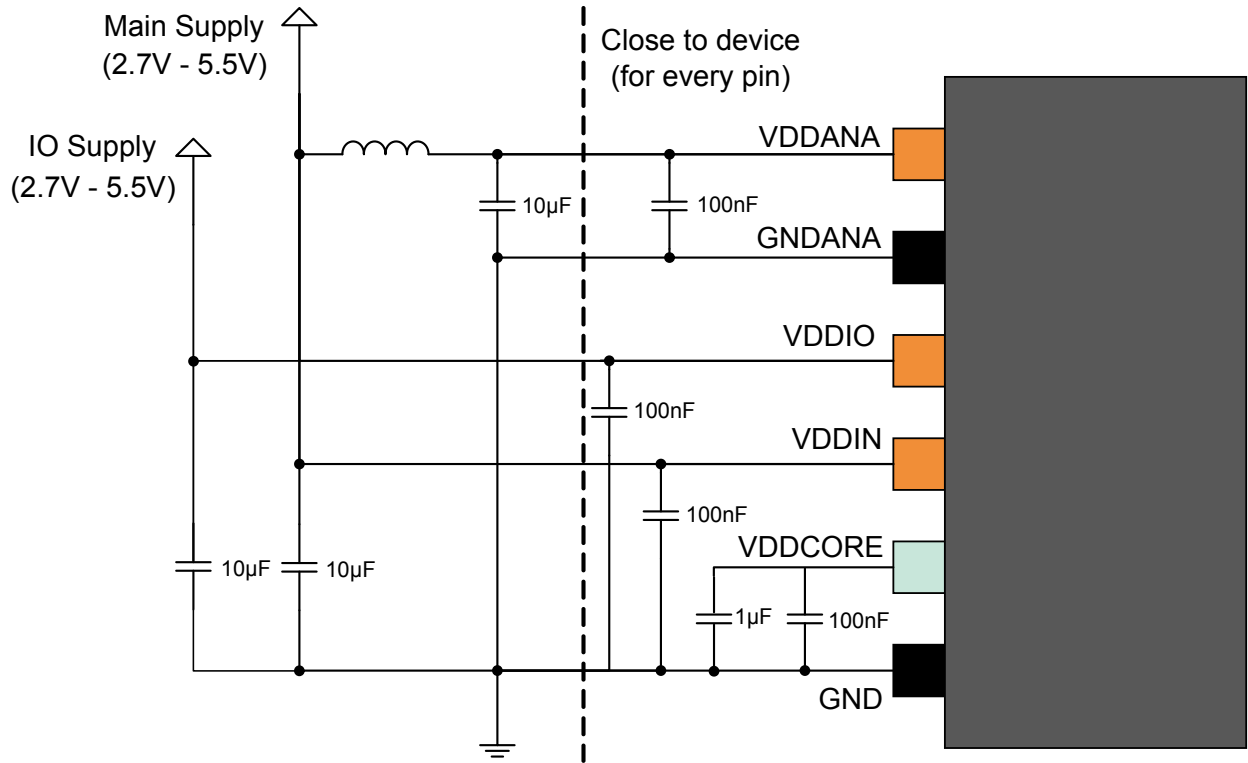 Main Supply
(2.7V - 5.5V)
Close to device
(for every pin)
IO Supply
(2.7V - 5.5V)
VDDANA
10µF
100nF
GNDANA
VDDIO
100nF
VDDIN
100nF
VDDCORE
10µF
10µF
1µF
100nF
GND